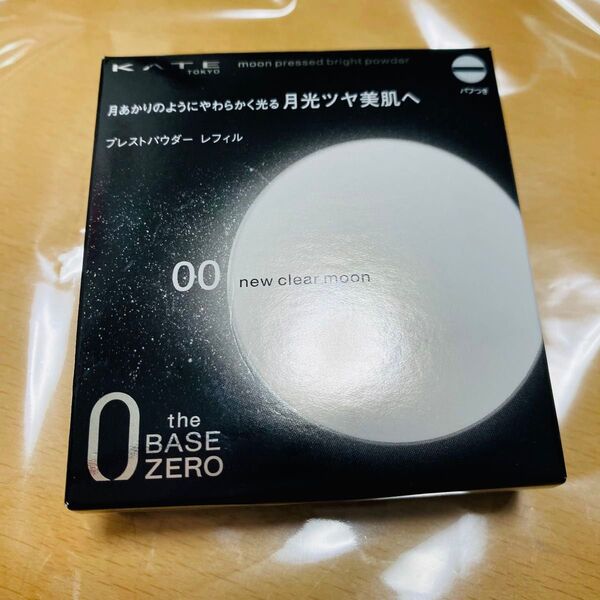 KATE
TOKYO
moon pressed bright powder
パフつき
月あかりのようにやわらかく光る 月光ツヤ美肌へ
プレストパウダー レフィル
00 new clear moon
0 the
BASE
ZERO